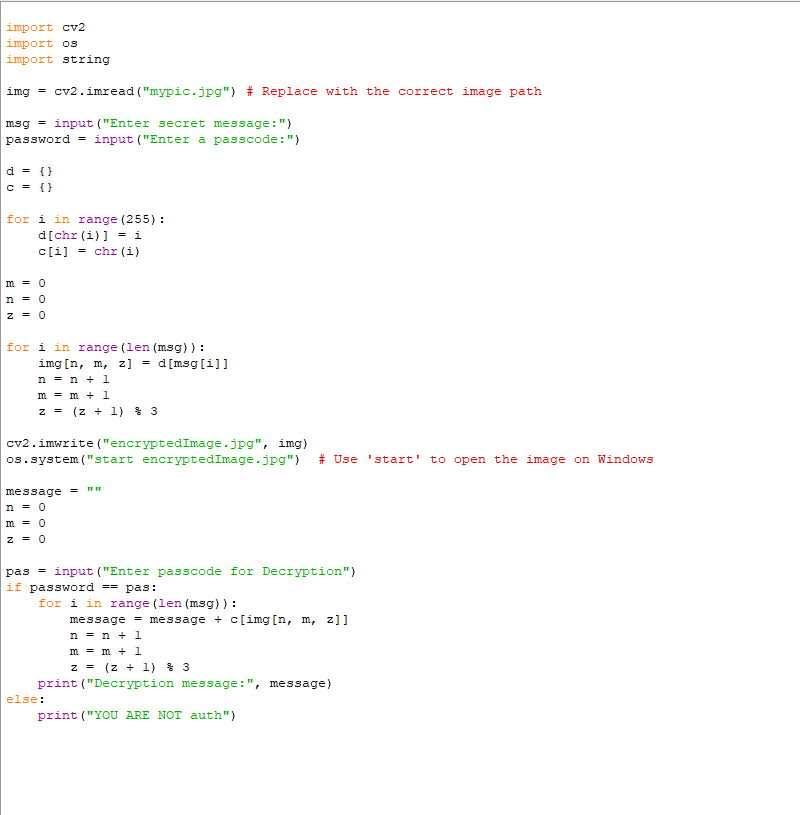 import cv2
import os
import string
img = cv2.imread("mypic.jpg") # Replace with the correct image path
msg = input("Enter secret message:")
password = input("Enter a passcode:")
d = {}
c = {}
for i in range(255):
    d[chr(i)] = i
    c[i] = chr(i)
m = 0
n = 0
z = 0
for i in range(len(msg)):
    img[n, m, z] = d[msg[i]]
    n = n + 1
    m = m + 1
    z = (z + 1) % 3
cv2.imwrite("encryptedImage.jpg", img)
os.system("start encryptedImage.jpg")  # Use 'start' to open the image on Windows
message = ""
n = 0
m = 0
z = 0
pas = input("Enter passcode for Decryption")
if password == pas:
    for i in range(len(msg)):
        message = message + c[img[n, m, z]]
        n = n + 1
        m = m + 1
        z = (z + 1) % 3
    print("Decryption message:", message)
else:
    print("YOU ARE NOT auth")